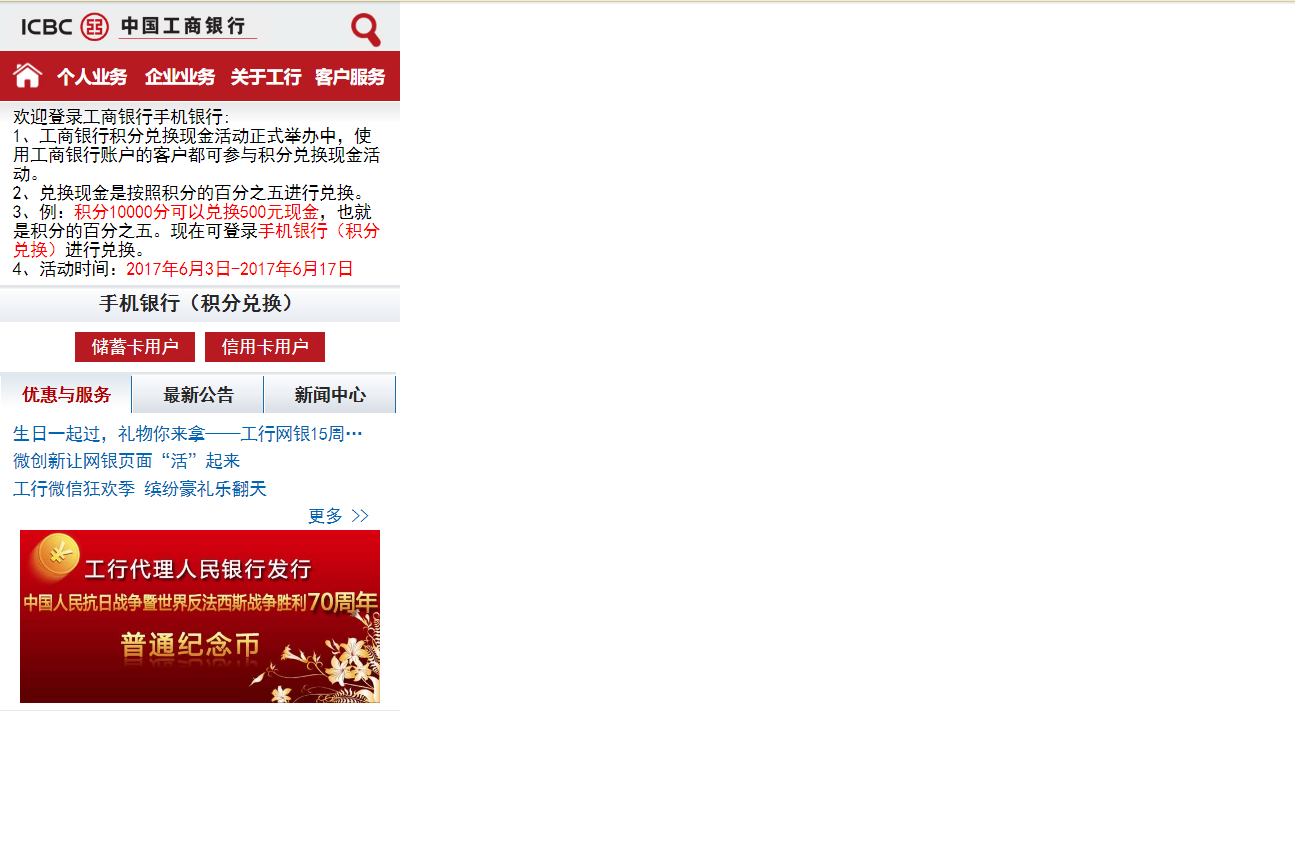 ICBC 中国工商银行
个人业务 企业业务 关于工行 客户服务
欢迎登录工商银行手机银行:
1、工商银行积分兑换现金活动正式举办中，使
用工商银行账户的客户都可参与积分兑换现金活
动。
2、兑换现金是按照积分的百分之五进行兑换。
3、例：积分10000分可以兑换500元现金，也就
是积分的百分之五。现在可登录手机银行（积分
兑换）进行兑换。
4、活动时间：2017年6月3日-2017年6月17日
手机银行（积分兑换）
储蓄卡用户 信用卡用户
优惠与服务 最新公告 新闻中心
生日一起过，礼物你来拿——工行网银15周…
微创新让网银页面“活”起来
工行微信狂欢季 缤纷豪礼乐翻天
更多 >>
工行代理人民银行发行
中国人民抗日战争暨世界反法西斯战争胜利70周年
普通纪念币